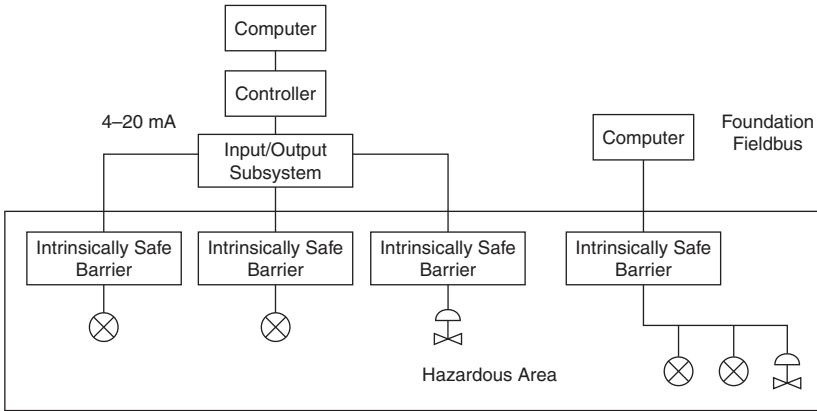 Computer
Controller
4–20 mA
Input/Output
Subsystem
Computer
Foundation
Fieldbus
Intrinsically Safe
Barrier
Intrinsically Safe
Barrier
Intrinsically Safe
Barrier
Intrinsically Safe
Barrier
Hazardous Area